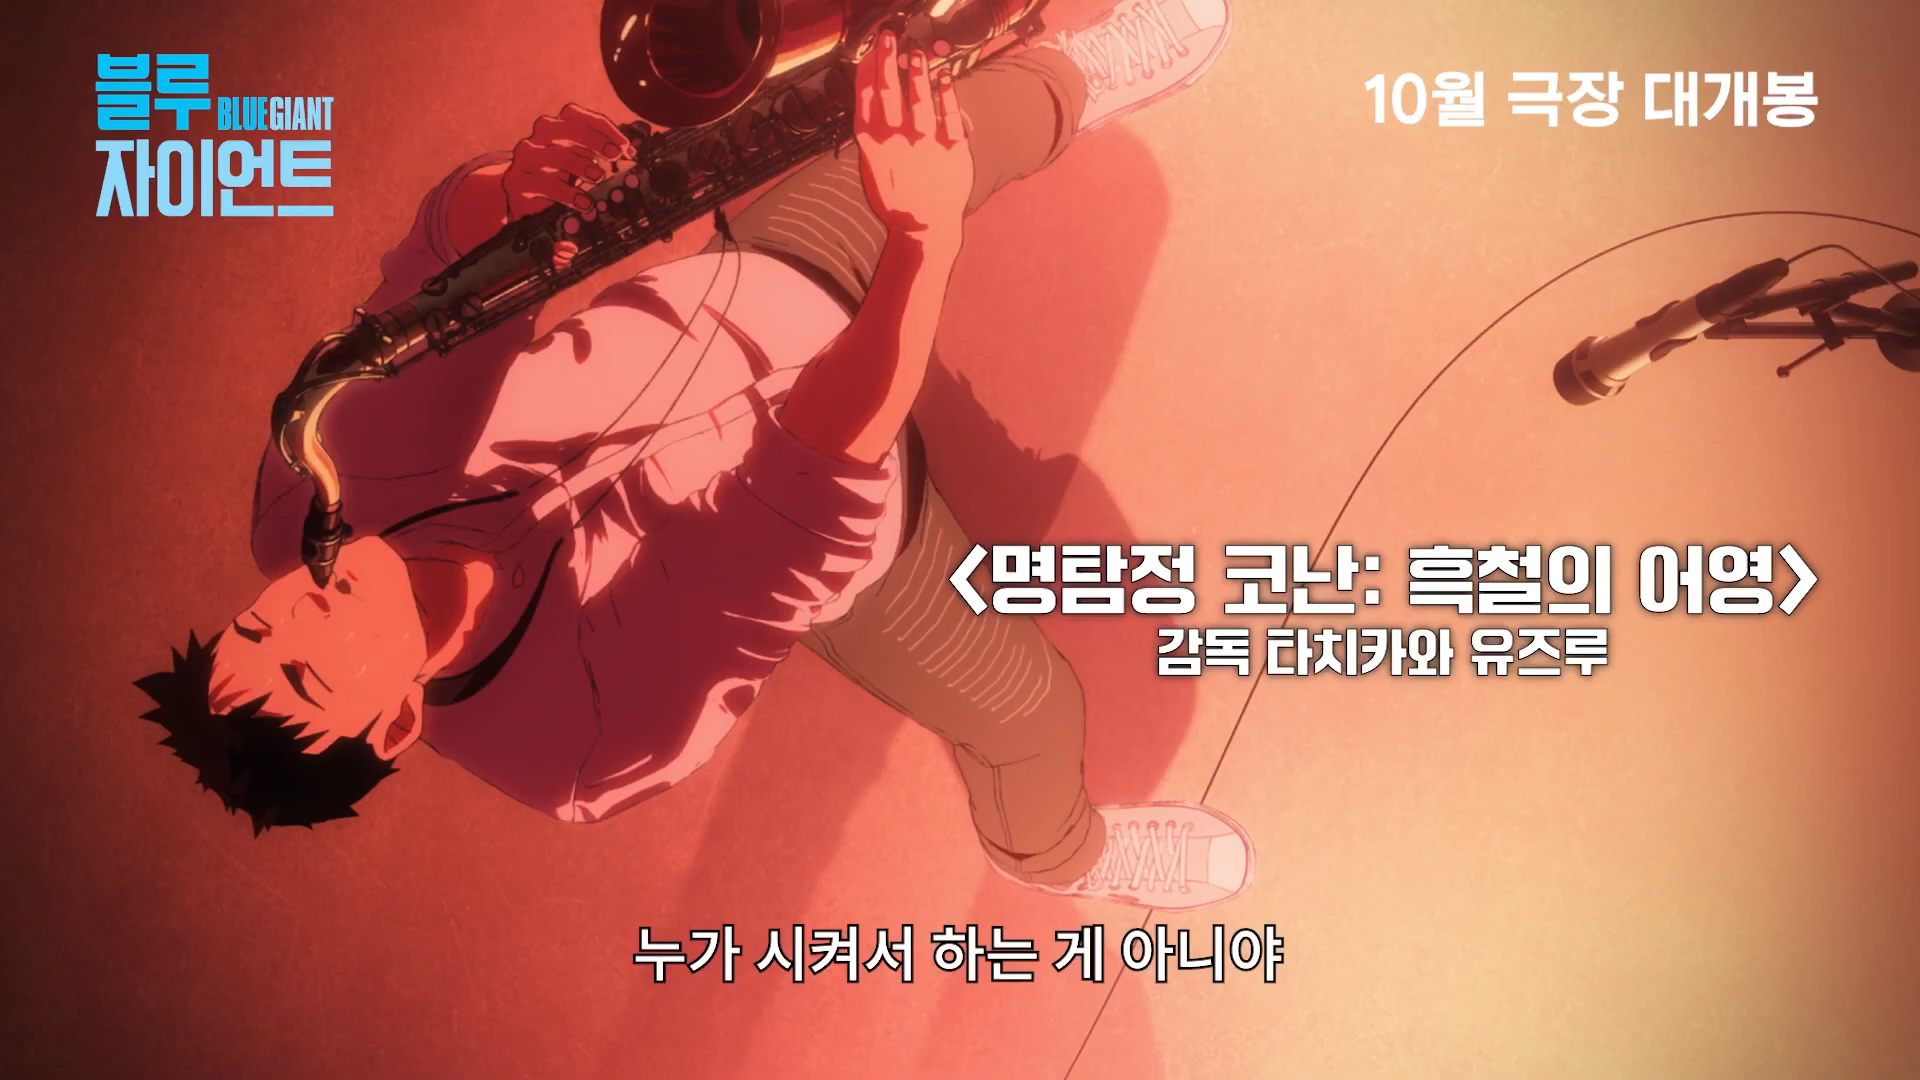 블루
BLUE GIANT
자이언트
10월 극장 대개봉
<명탐정 코난: 흑철의 어영>
감독 타치카와 유즈루
누가 시켜서 하는 게 아니야